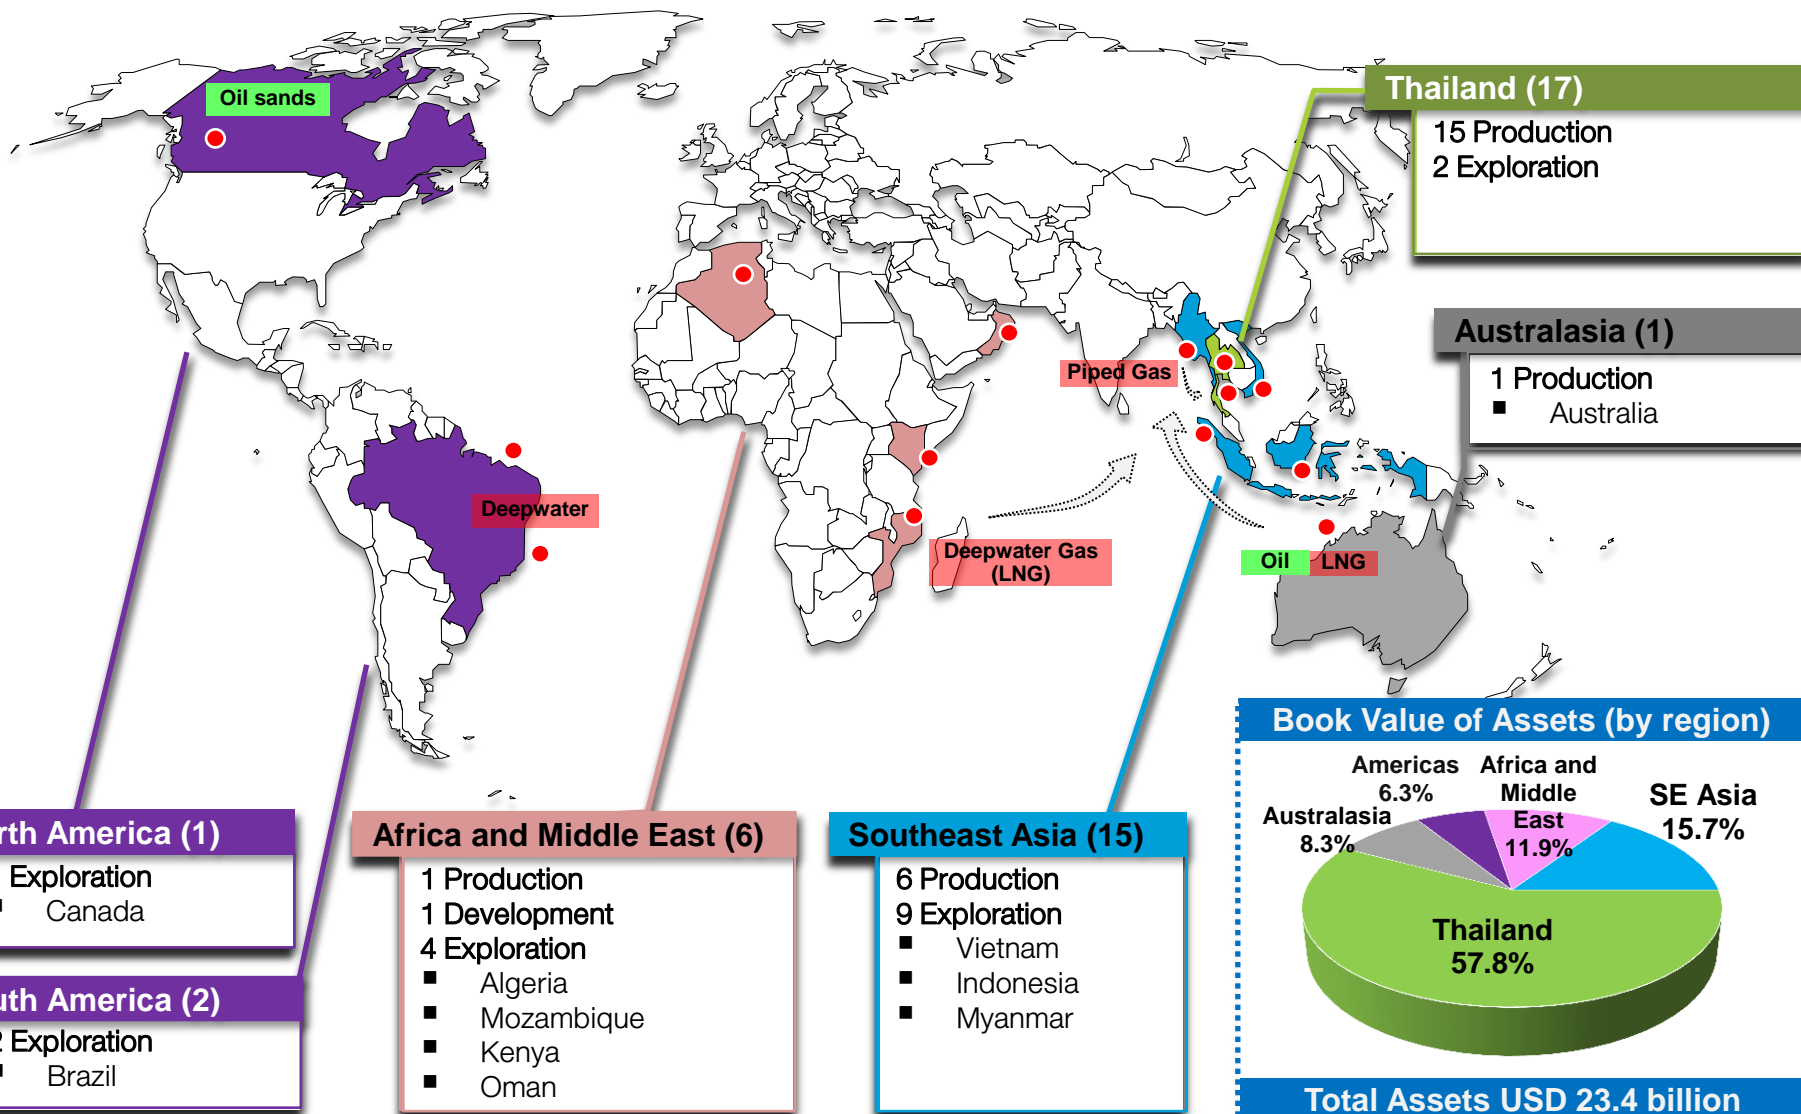 Oil sands
Thailand (17)
15 Production
2 Exploration
Australasia (1)
1 Production
■ Australia
Piped Gas
Deepwater
Deepwater Gas
(LNG)
Oil
LNG
rth America (1)
Exploration
Canada
uth America (2)
2 Exploration
Brazil
Africa and Middle East (6)
1 Production
1 Development
4 Exploration
■ Algeria
■ Mozambique
■ Kenya
■ Oman
Southeast Asia (15)
6 Production
9 Exploration
■ Vietnam
■ Indonesia
■ Myanmar
Book Value of Assets (by region)
Americas
6.3%
Africa and
Middle
East
11.9%
SE Asia
15.7%
Australasia
8.3%
Thailand
57.8%
Total Assets USD 23.4 billion